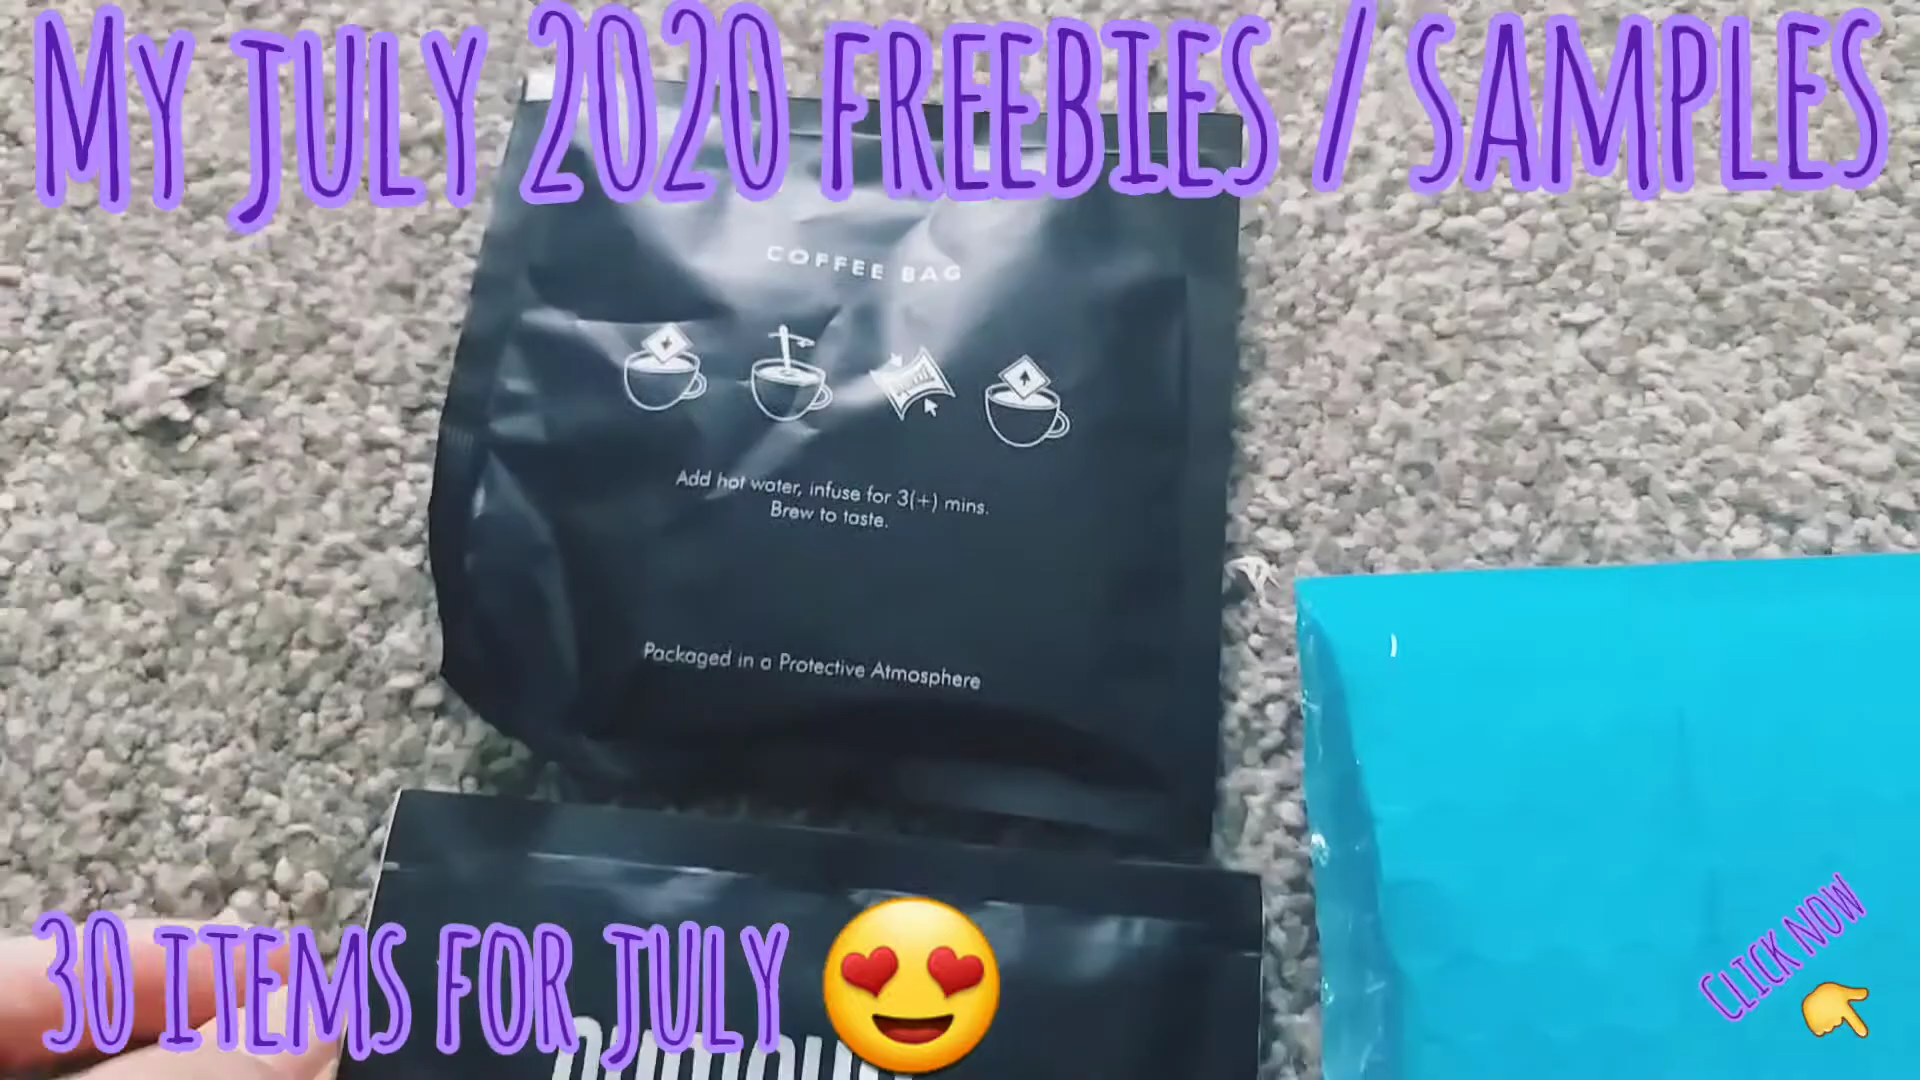 My July 2020 freebies / samples
COFFEE BAG
Add hot water, infuse for 3(+) mins.
Brew to taste.
Packaged in a Protective Atmosphere
30 items for July
Click now